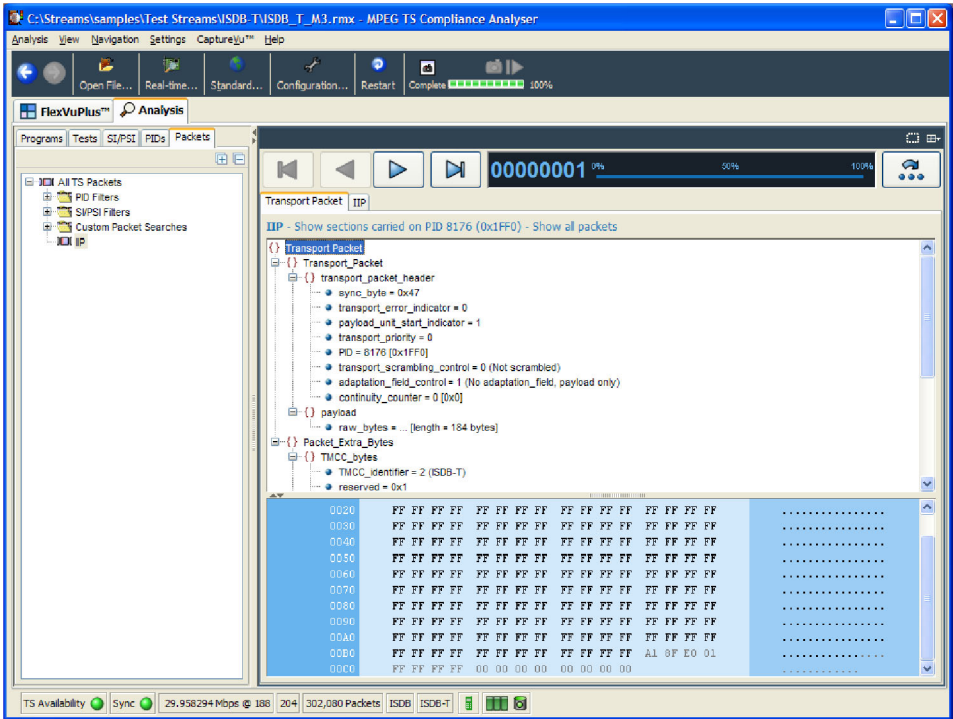 C:\Streams\samples\Test Streams\ISDB-T\ISDB_T_M3.rmx - MPEG TS Compliance Analyser
Analysis View Navigation Settings CaptureVu™ Help
Open File... Real-time... Standard... Configuration... Restart Complete 100%
FlexVuPlus™ Analysis
Programs Tests SI/PSI PIDs Packets
All TS Packets
PID Filters
SI/PSI Filters
Custom Packet Searches
IIP
00000001 0% 50% 100%
Transport Packet IIP
IIP - Show sections carried on PID 8176 (0x1FF0) - Show all packets
{} Transport Packet
{} Transport_Packet
{} transport_packet_header
sync_byte = 0x47
transport_error_indicator = 0
payload_unit_start_indicator = 1
transport_priority = 0
PID = 8176 [0x1FF0]
transport_scrambling_control = 0 (Not scrambled)
adaptation_field_control = 1 (No adaptation_field, payload only)
continuity_counter = 0 [0x0]
{} payload
raw_bytes = ... [length = 184 bytes]
{} Packet_Extra_Bytes
{} TMCC_bytes
TMCC_identifier = 2 (ISDB-T)
reserved = 0x1
0020 FF FF FF FF FF FF FF FF FF FF FF FF FF FF FF FF ................
0030 FF FF FF FF FF FF FF FF FF FF FF FF FF FF FF FF ................
0040 FF FF FF FF FF FF FF FF FF FF FF FF FF FF FF FF ................
0050 FF FF FF FF FF FF FF FF FF FF FF FF FF FF FF FF ................
0060 FF FF FF FF FF FF FF FF FF FF FF FF FF FF FF FF ................
0070 FF FF FF FF FF FF FF FF FF FF FF FF FF FF FF FF ................
0080 FF FF FF FF FF FF FF FF FF FF FF FF FF FF FF FF ................
0090 FF FF FF FF FF FF FF FF FF FF FF FF FF FF FF FF ................
00A0 FF FF FF FF FF FF FF FF FF FF FF FF FF FF FF FF ................
00B0 FF FF FF FF FF FF FF FF FF FF FF FF A1 8F E0 01 ................
00C0 FF FF FF FF 00 00 00 00 00 00 00 00 ............
TS Availability Sync 29.958294 Mbps @ 188 204 302,080 Packets ISDB ISDB-T